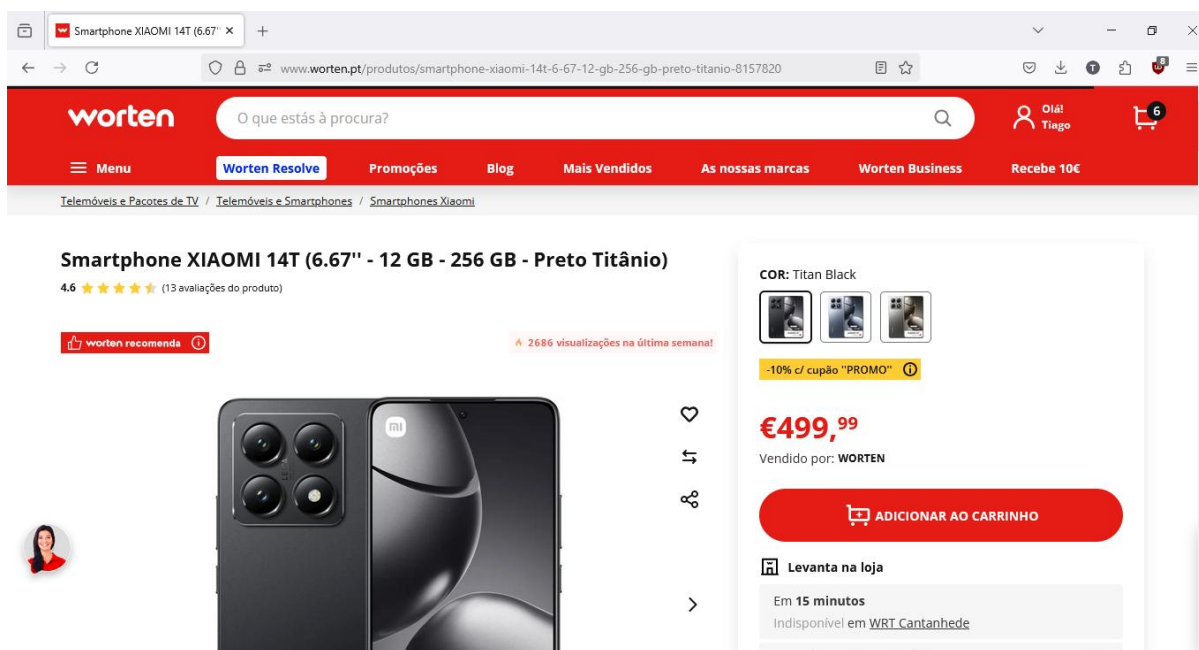 Smartphone XIAOMI 14T (6.67''
www.worten.pt/produtos/smartphone-xiaomi-14t-6-67-12-gb-256-gb-preto-titanio-8157820
T
8
worten
O que estás à procura?
Olá!
Tiago
6
Menu
Worten Resolve
Promoções
Blog
Mais Vendidos
As nossas marcas
Worten Business
Recebe 10€
Telemóveis e Pacotes de TV / Telemóveis e Smartphones / Smartphones Xiaomi
Smartphone XIAOMI 14T (6.67'' - 12 GB - 256 GB - Preto Titânio)
4.6 (13 avaliações do produto)
worten recomenda
2686 visualizações na última semana!
COR: Titan Black
-10% c/ cupão "PROMO"
€499,99
Vendido por: WORTEN
ADICIONAR AO CARRINHO
Levanta na loja
Em 15 minutos
Indisponível em WRT Cantanhede